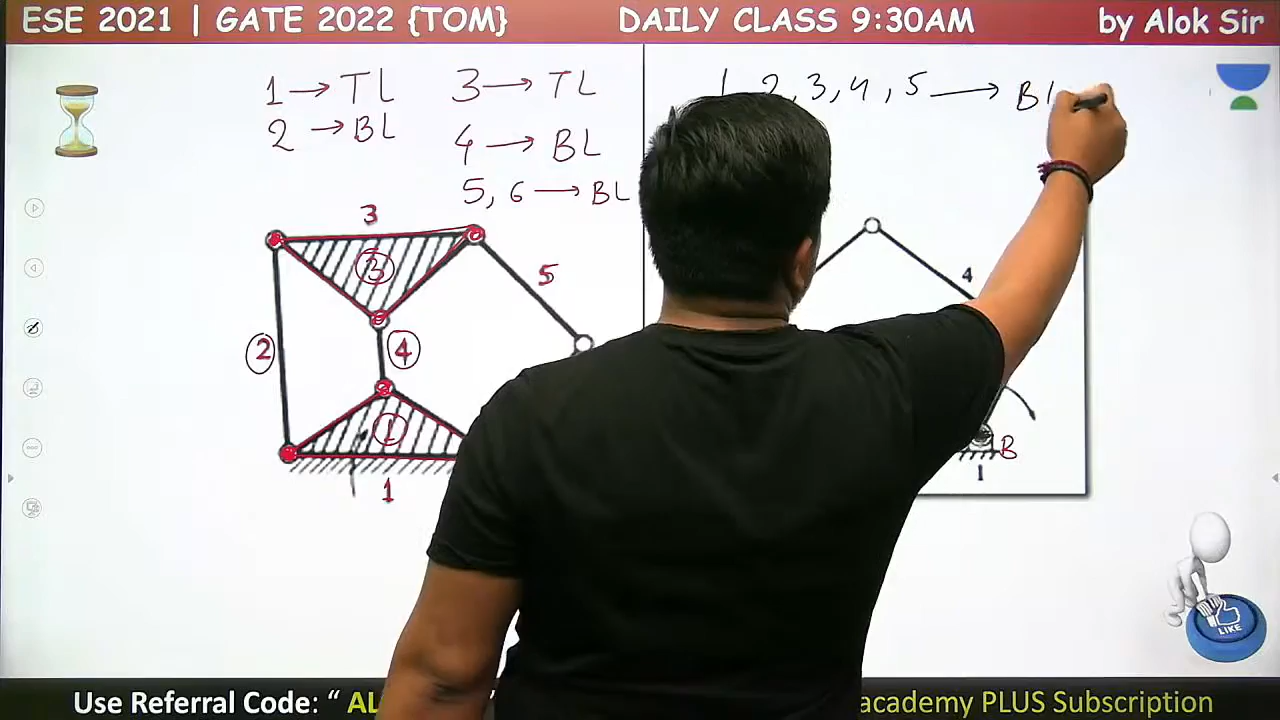 ESE 2021 | GATE 2022 {TOM} DAILY CLASS 9:30AM by Alok Sir
1 → TL 3 → TL
2 → BL 4 → BL
5, 6 → BL
1, 2, 3, 4, 5 → BL
3
3
5
4
2
4
1
B
1
1
LIKE
Use Referral Code: “ AL academy PLUS Subscription